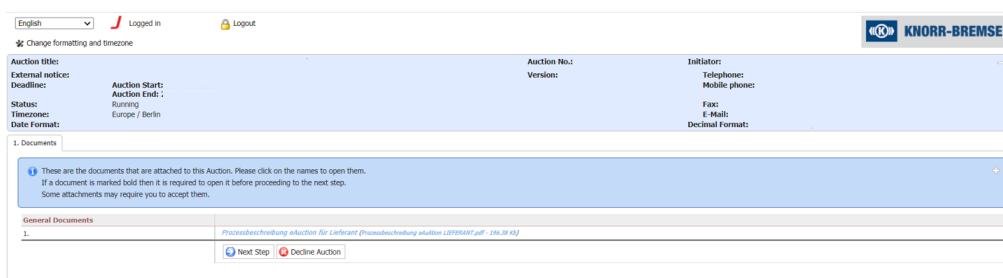 English
Logged in
Logout
Change formatting and timezone
KNORR-BREMSE
Auction title:
Auction No.:
Initiator:
External notice:
Version:
Telephone:
Deadline:
Auction Start:
Mobile phone:
Auction End:
Status:
Running
Fax:
Timezone:
Europe / Berlin
E-Mail:
Date Format:
Decimal Format:
1. Documents
These are the documents that are attached to this Auction. Please click on the names to open them.
If a document is marked bold then it is required to open it before proceeding to the next step.
Some attachments may require you to accept them.
General Documents
1.
Prozessbeschreibung eAuction für Lieferant (Prozessbeschreibung eAuktion LIEFERANT.pdf - 196.38 Kb)
Next Step
Decline Auction